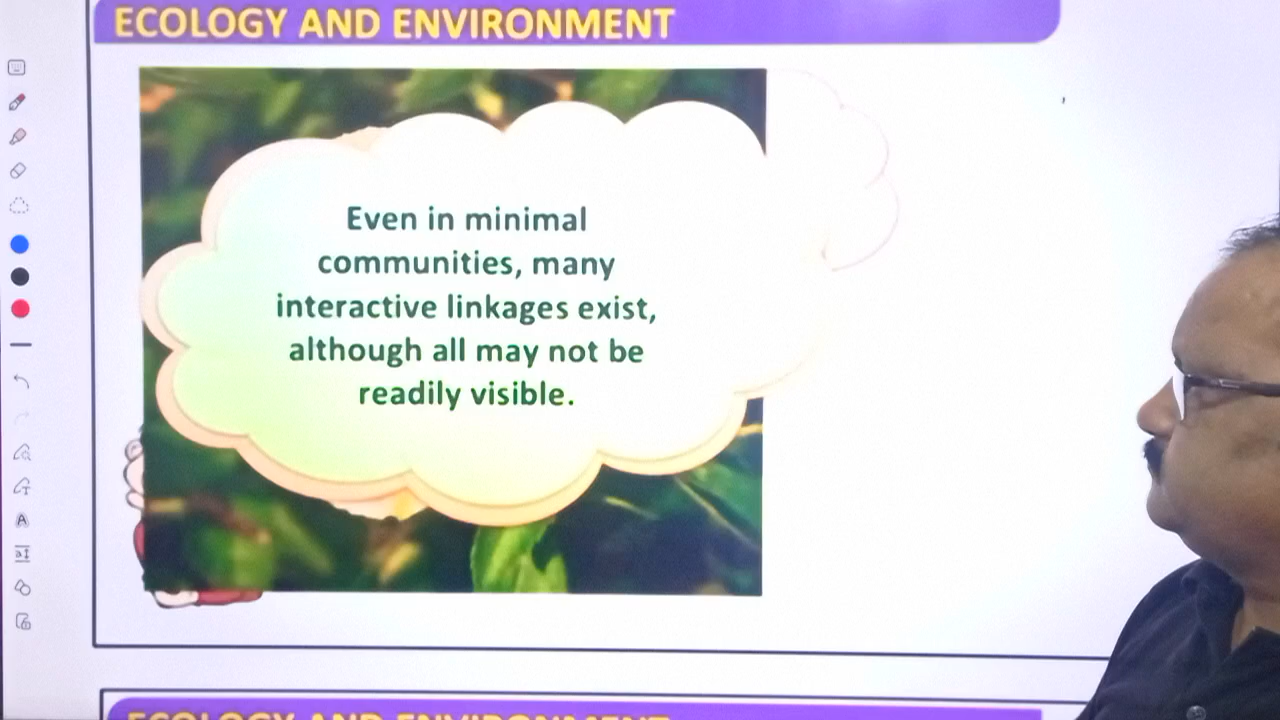 ECOLOGY AND ENVIRONMENT
Even in minimal
communities, many
interactive linkages exist,
although all may not be
readily visible.
ECOLOGY AND ENVIRONMENT